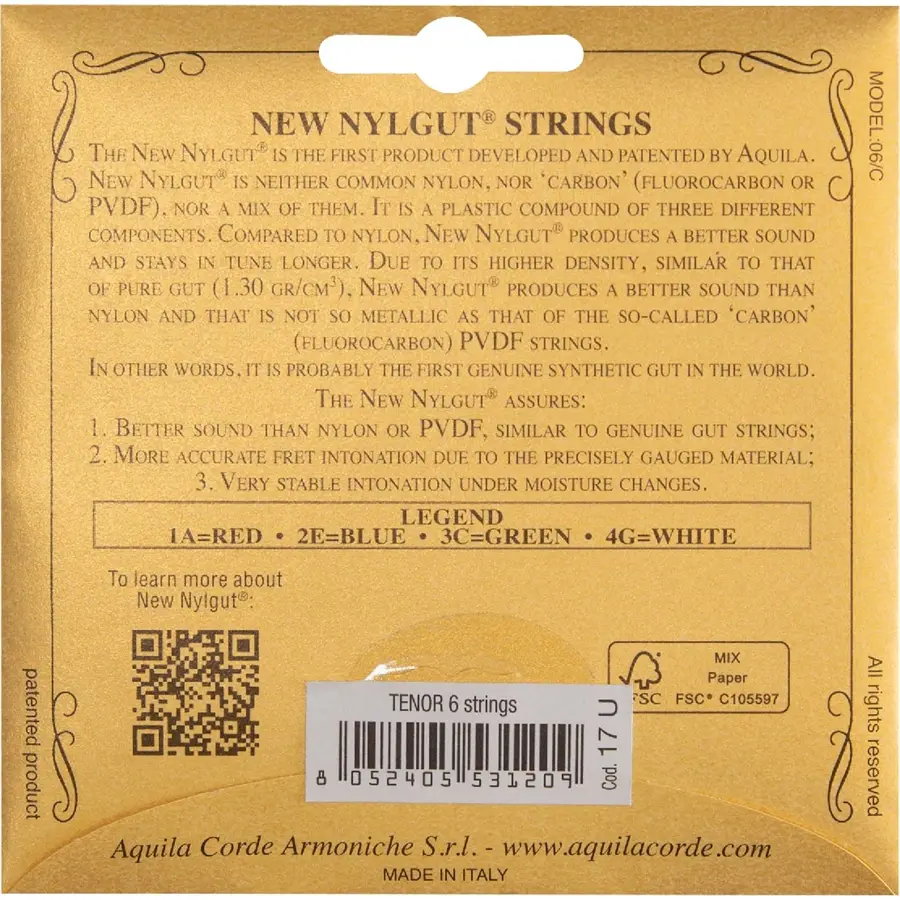 NEW NYLGUT® STRINGS
THE NEW NYLGUT® IS THE FIRST PRODUCT DEVELOPED AND PATENTED BY AQUILA.
NEW NYLGUT® IS NEITHER COMMON NYLON, NOR ‘CARBON’ (FLUOROCARBON OR
PVDF), NOR A MIX OF THEM. IT IS A PLASTIC COMPOUND OF THREE DIFFERENT
COMPONENTS. COMPARED TO NYLON, NEW NYLGUT® PRODUCES A BETTER SOUND
AND STAYS IN TUNE LONGER. DUE TO ITS HIGHER DENSITY, SIMILAR TO THAT
OF PURE GUT (1.30 GR/CM³), NEW NYLGUT® PRODUCES A BETTER SOUND THAN
NYLON AND THAT IS NOT SO METALLIC AS THAT OF THE SO-CALLED ‘CARBON’
(FLUOROCARBON) PVDF STRINGS.
IN OTHER WORDS, IT IS PROBABLY THE FIRST GENUINE SYNTHETIC GUT IN THE WORLD.
THE NEW NYLGUT® ASSURES:
1. BETTER SOUND THAN NYLON OR PVDF, SIMILAR TO GENUINE GUT STRINGS;
2. MORE ACCURATE FRET INTONATION DUE TO THE PRECISELY GAUGED MATERIAL;
3. VERY STABLE INTONATION UNDER MOISTURE CHANGES.
LEGEND
1A=RED • 2E=BLUE • 3C=GREEN • 4G=WHITE
MODEL:06/C
To learn more about
New Nylgut®:
MIX
Paper
FSC FSC® C105597
TENOR 6 strings
8 052405 531209
Cod. 17 U
patented product
All rights reserved
Aquila Corde Armoniche S.r.l. - www.aquilacorde.com
MADE IN ITALY